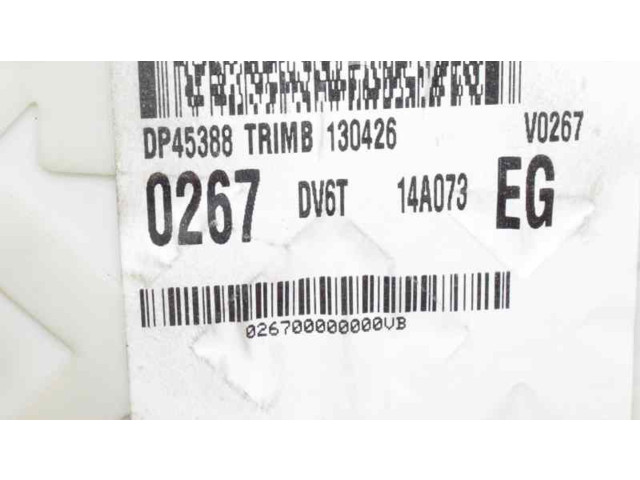 DP45388 TRIMB 130426 V0267
0267 DV6T 14A073 EG
026700000000VB